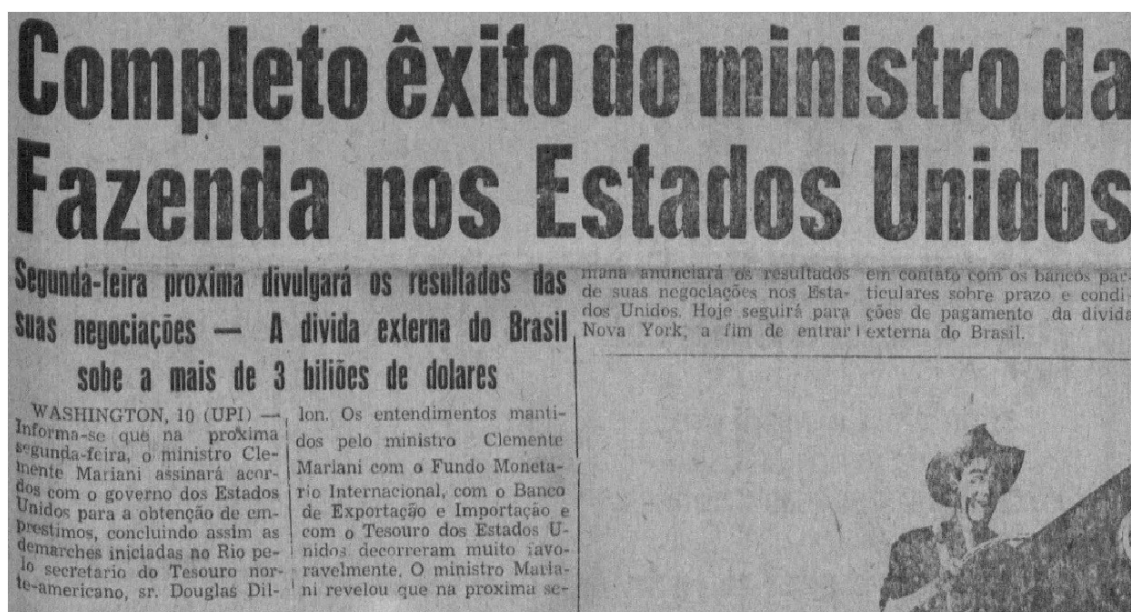 Completo êxito do ministro da
Fazenda nos Estados Unidos
Segunda-feira proxima divulgará os resultados das
suas negociações — A divida externa do Brasil
sobe a mais de 3 biliões de dolares
WASHINGTON, 10 (UPI) —
Informa-se que na proxima
segunda-feira, o ministro Cle-
mente Mariani assinará acor-
dos com o governo dos Estados
Unidos para a obtenção de em-
prestimos, concluindo assim as
demarches iniciadas no Rio pe-
lo secretario do Tesouro nor-
te-americano, sr. Douglas Dil-
lon. Os entendimentos manti-
dos pelo ministro Clemente
Mariani com o Fundo Moneta-
rio Internacional, com o Banco
de Exportação e Importação e
com o Tesouro dos Estados U-
nidos decorreram muito favo-
ravelmente. O ministro Maria-
ni revelou que na proxima se-
mana anunciará os resultados
de suas negociações nos Esta-
dos Unidos. Hoje seguirá para
Nova York, a fim de entrar
em contato com os bancos par-
ticulares sobre prazo e condi-
ções de pagamento da divida
externa do Brasil.